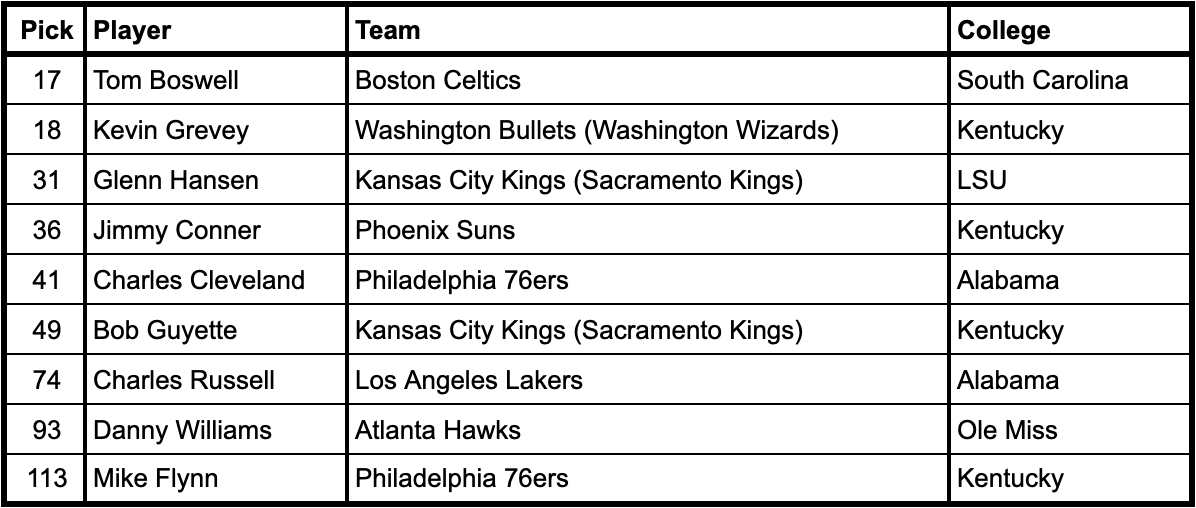 Pick Player Team College
17 Tom Boswell Boston Celtics South Carolina
18 Kevin Grevey Washington Bullets (Washington Wizards) Kentucky
31 Glenn Hansen Kansas City Kings (Sacramento Kings) LSU
36 Jimmy Conner Phoenix Suns Kentucky
41 Charles Cleveland Philadelphia 76ers Alabama
49 Bob Guyette Kansas City Kings (Sacramento Kings) Kentucky
74 Charles Russell Los Angeles Lakers Alabama
93 Danny Williams Atlanta Hawks Ole Miss
113 Mike Flynn Philadelphia 76ers Kentucky